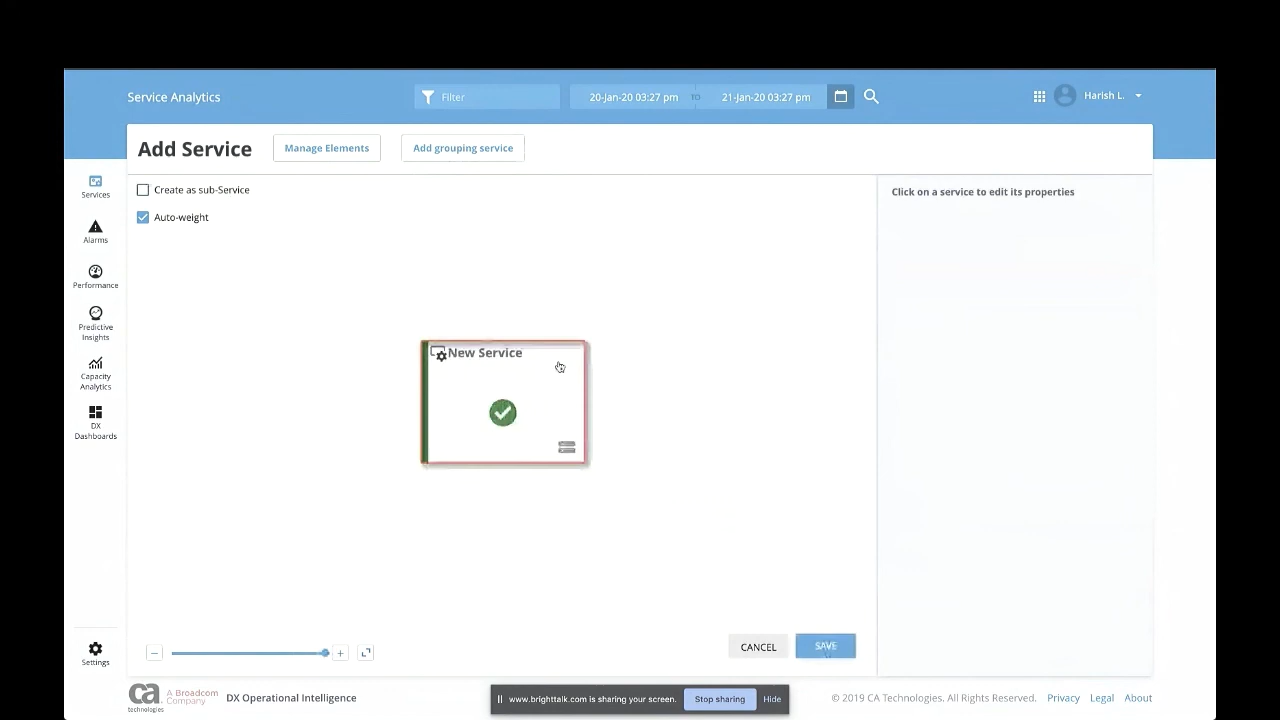 Service Analytics
Filter
20-Jan-20 03:27 pm TO 21-Jan-20 03:27 pm
Harish L.
Add Service
Manage Elements
Add grouping service
Create as sub-Service
Auto-weight
Click on a service to edit its properties
Services
Alarms
Performance
Predictive
Insights
Capacity
Analytics
DX
Dashboards
Settings
New Service
CANCEL
SAVE
ca
technologies
A Broadcom
Company
DX Operational Intelligence
www.brighttalk.com is sharing your screen.
Stop sharing
Hide
© 2019 CA Technologies. All Rights Reserved.
Privacy
Legal
About